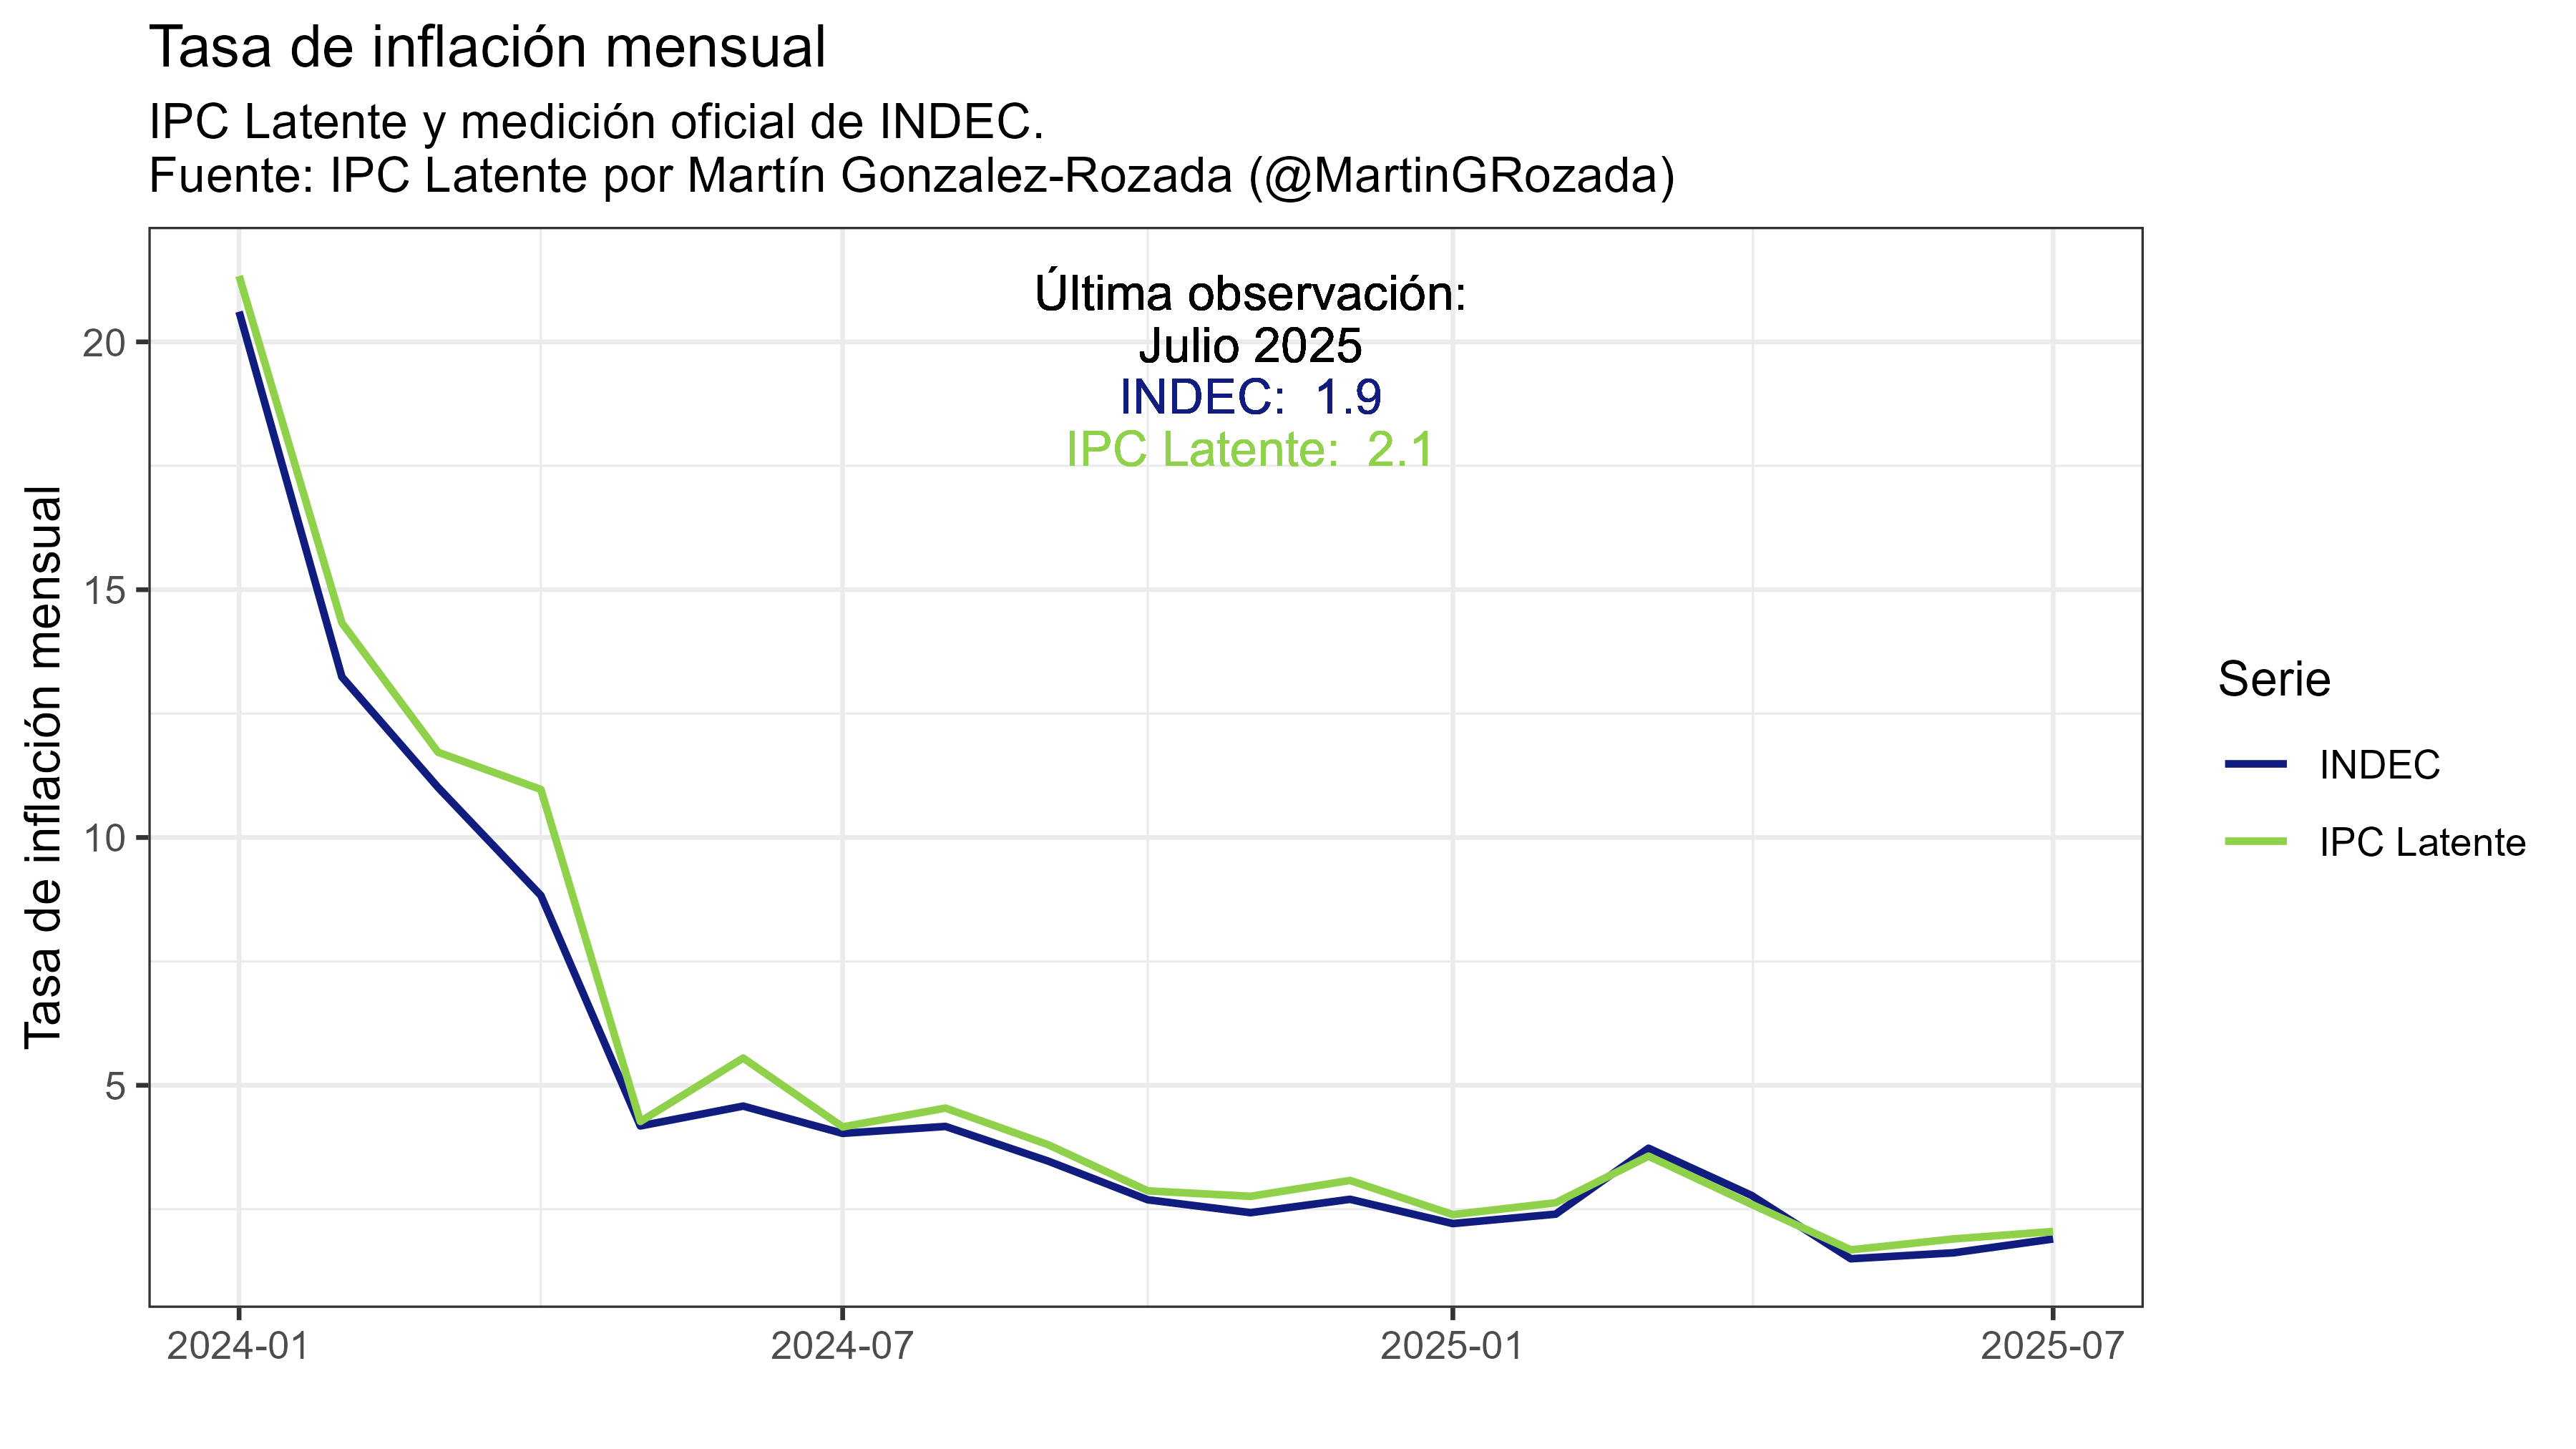 Tasa de inflación mensual
IPC Latente y medición oficial de INDEC.
Fuente: IPC Latente por Martín Gonzalez-Rozada (@MartinGRozada)
Última observación:
Julio 2025
INDEC:  1.9
IPC Latente:  2.1
Tasa de inflación mensual
20
15
10
5
2024-01
2024-07
2025-01
2025-07
Serie
INDEC
IPC Latente